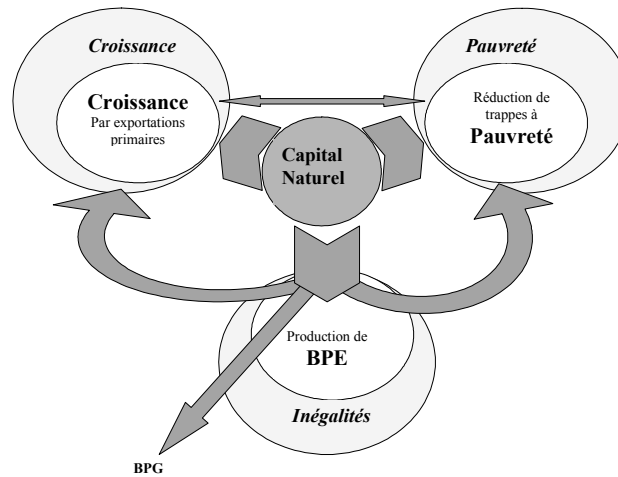 Croissance
Croissance
Par exportations
primaires
Pauvreté
Réduction de
trappes à
Pauvreté
Capital
Naturel
Production de
BPE
Inégalités
BPG